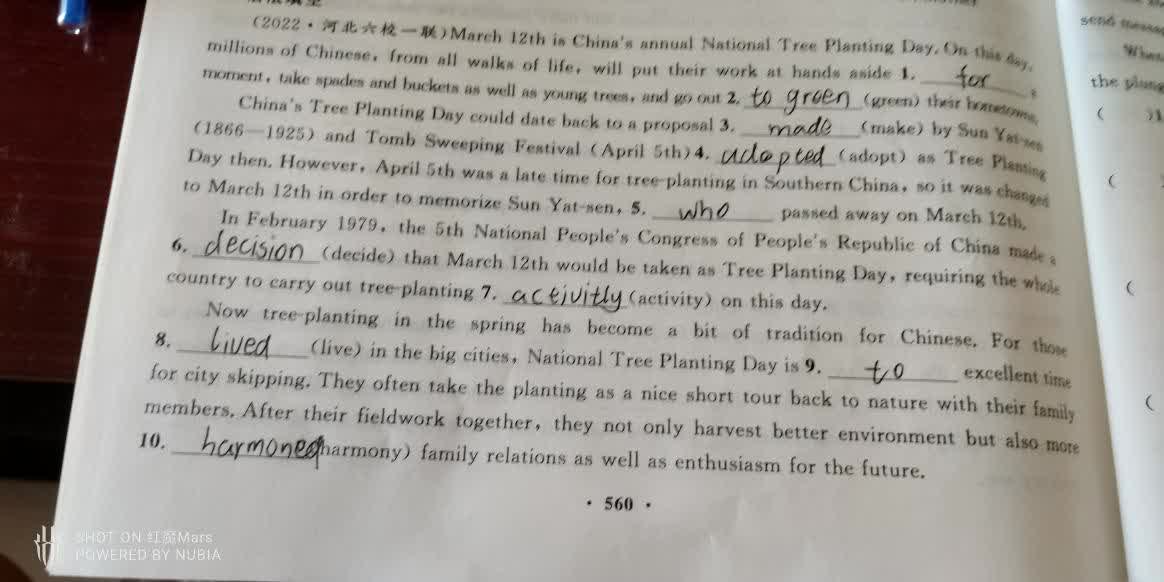 (2022·河北六校一联)March 12th is China's annual National Tree Planting Day. On this day,
millions of Chinese, from all walks of life, will put their work at hands aside 1. for a
moment, take spades and buckets as well as young trees, and go out 2. to green (green) their hometowns.
China's Tree Planting Day could date back to a proposal 3. made (make) by Sun Yat-sen
(1866—1925) and Tomb Sweeping Festival (April 5th) 4. adopted (adopt) as Tree Planting
Day then. However, April 5th was a late time for tree-planting in Southern China, so it was changed
to March 12th in order to memorize Sun Yat-sen, 5. who passed away on March 12th.
In February 1979, the 5th National People's Congress of People's Republic of China made a
6. decision (decide) that March 12th would be taken as Tree Planting Day, requiring the whole
country to carry out tree-planting 7. activitly (activity) on this day.
Now tree-planting in the spring has become a bit of tradition for Chinese. For those
8. lived (live) in the big cities, National Tree Planting Day is 9. to excellent time
for city skipping. They often take the planting as a nice short tour back to nature with their family
members. After their fieldwork together, they not only harvest better environment but also more
10. harmoned (harmony) family relations as well as enthusiasm for the future.
· 560 ·
send
When
the
( )1
(
(
(
SHOT ON 红魔Mars
POWERED BY NUBIA